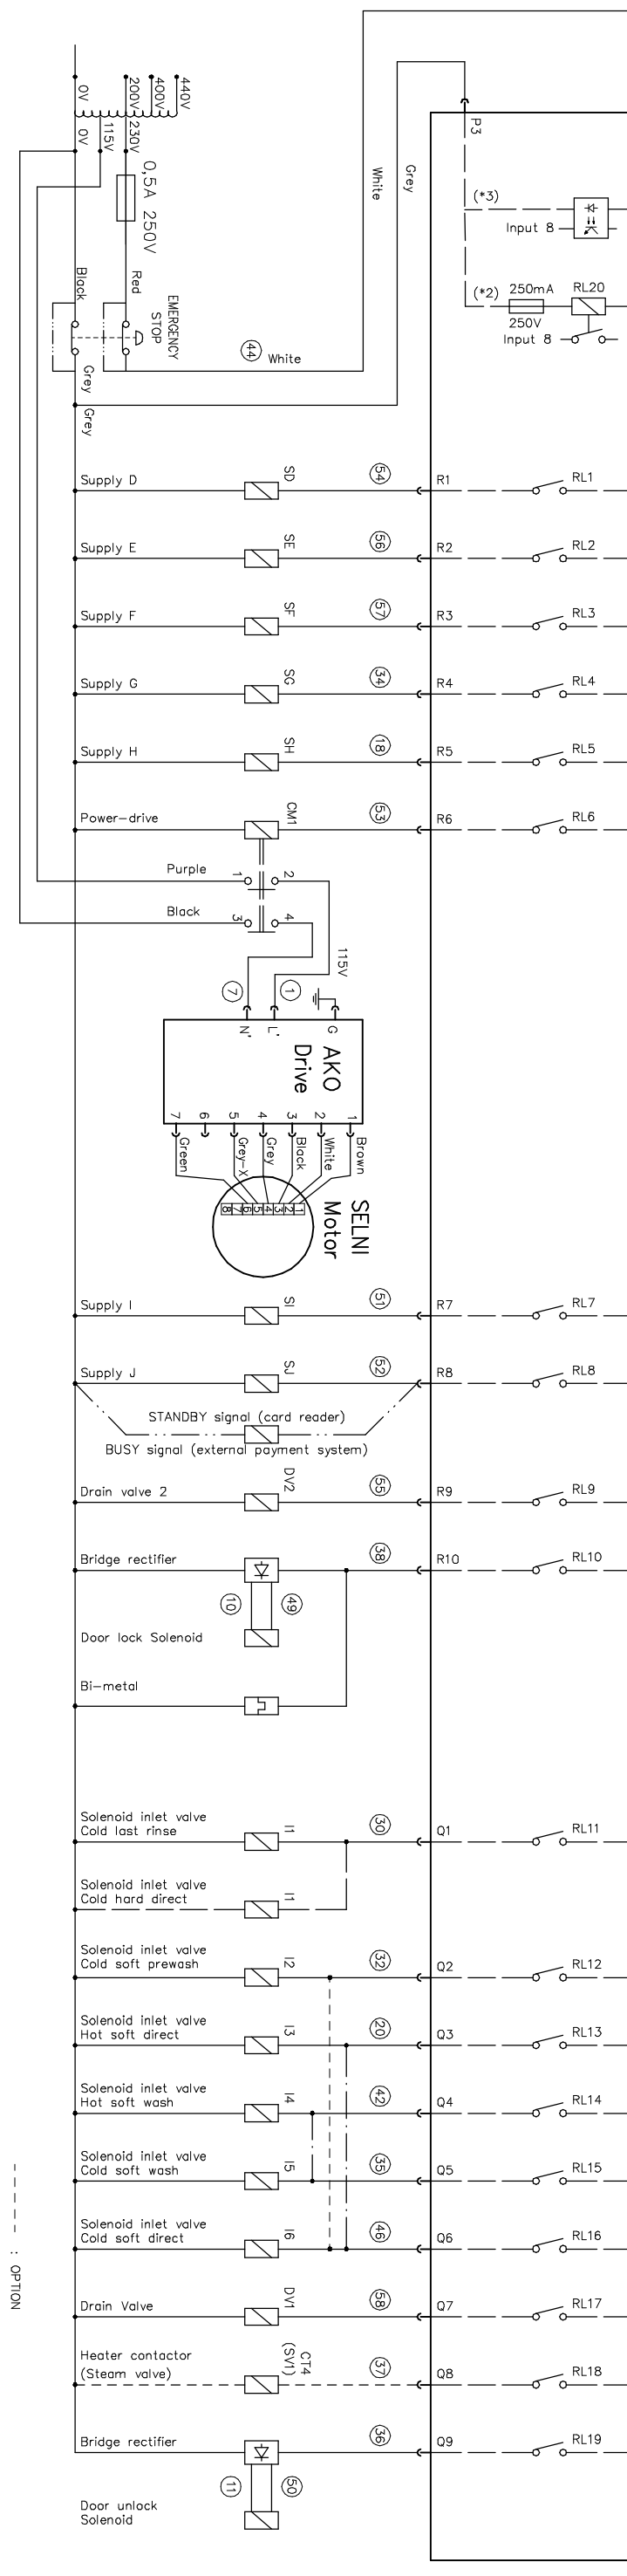 440V
400V
200V
0V
230V
115V
0V
0,5A 250V
Red
Black
EMERGENCY
STOP
Grey
Grey
White
Grey
44 White
P3
(*3)
Input 8
(*2) 250mA RL20
250V
Input 8
Supply D SD 54 R1 RL1
Supply E SE 56 R2 RL2
Supply F SF 57 R3 RL3
Supply G SG 34 R4 RL4
Supply H SH 18 R5 RL5
Power-drive CM1 53 R6 RL6
Purple 1 2
Black 3 4
115V
7 1
N' L' G
AKO
Drive
7 6 5 4 3 2 1
Green Grey-X Grey Black White Brown
8 7 6 5 4 3 2 1
SELNI
Motor
Supply I SI 51 R7 RL7
Supply J SJ 52 R8 RL8
STANDBY signal (card reader)
BUSY signal (external payment system)
Drain valve 2 DV2 55 R9 RL9
Bridge rectifier 38 R10 RL10
10 49
Door lock Solenoid
Bi-metal
Solenoid inlet valve
Cold last rinse I1 30 Q1 RL11
Solenoid inlet valve
Cold hard direct I1
Solenoid inlet valve
Cold soft prewash I2 32 Q2 RL12
Solenoid inlet valve
Hot soft direct I3 20 Q3 RL13
Solenoid inlet valve
Hot soft wash I4 42 Q4 RL14
Solenoid inlet valve
Cold soft wash I5 35 Q5 RL15
Solenoid inlet valve
Cold soft direct I6 46 Q6 RL16
Drain Valve DV1 58 Q7 RL17
Heater contactor
(Steam valve) CT4
(SV1) 37 Q8 RL18
Bridge rectifier 36 Q9 RL19
11 50
Door unlock
Solenoid
: OPTION